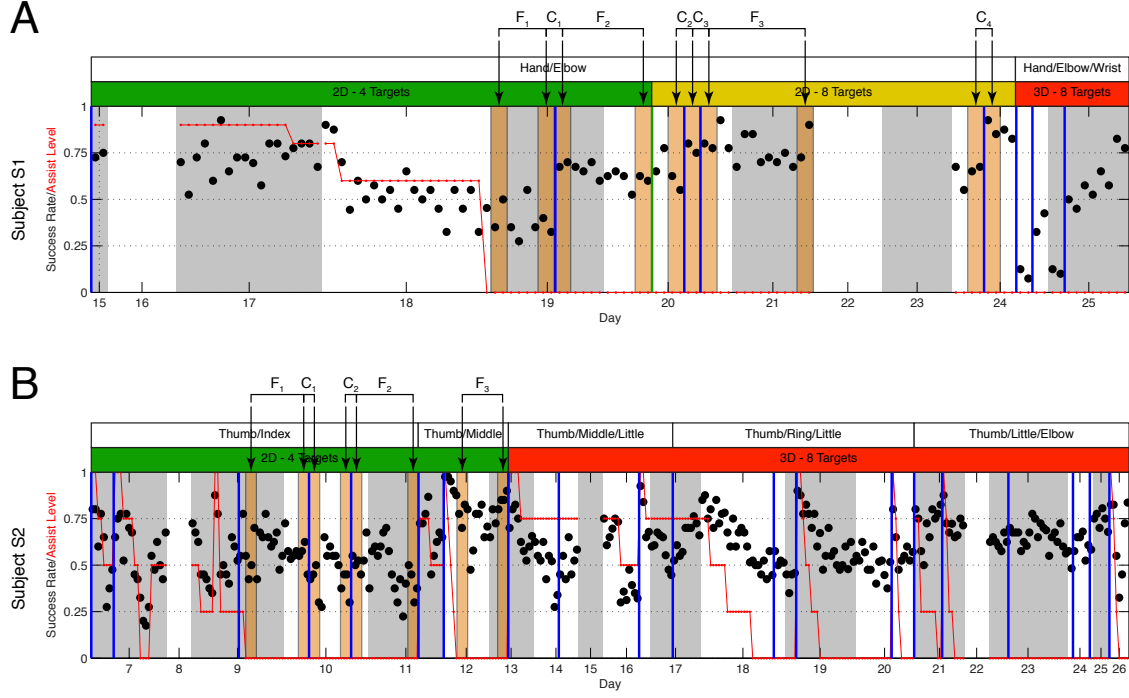 A
F1 C1 F2 C2 C3 F3 C4
Hand/Elbow Hand/Elbow/Wrist
2D - 4 Targets 2D - 8 Targets 3D - 8 Targets
Subject S1
Success Rate/Assist Level
1
0.75
0.5
0.25
0
15 16 17 18 19 20 21 22 23 24 25
Day
B
F1 C1 C2 F2 F3
Thumb/Index Thumb/Middle Thumb/Middle/Little Thumb/Ring/Little Thumb/Little/Elbow
2D - 4 Targets 3D - 8 Targets
Subject S2
Success Rate/Assist Level
1
0.75
0.5
0.25
0
7 8 9 10 11 12 13 14 15 16 17 18 19 20 21 22 23 24 25 26
Day